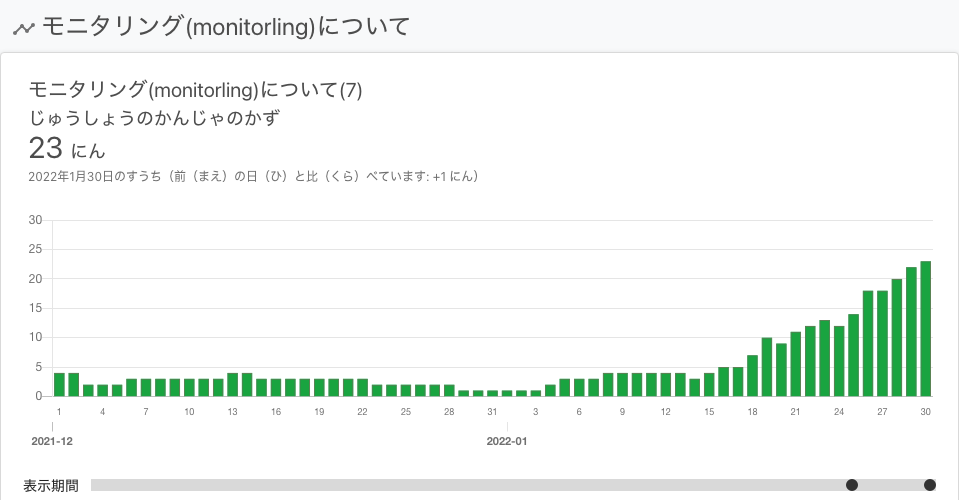 モニタリング(monitorling)について
モニタリング(monitorling)について(7)
じゅうしょうのかんじゃのかず
23 にん
2022年1月30日のすうち（前（まえ）の日（ひ）と比（くら）べています: +1 にん）
30
25
20
15
10
5
0
1 4 7 10 13 16 19 22 25 28 31 3 6 9 12 15 18 21 24 27 30
2021-12 2022-01
表示期間